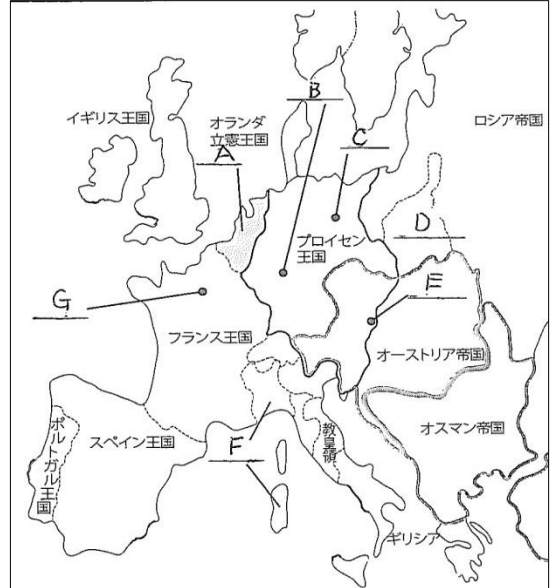 B
イギリス王国
オランダ
立憲王国
A
C
ロシア帝国
D
プロイセン
王国
E
G
フランス王国
オーストリア帝国
スペイン王国
ポルトガル王国
F
教皇領
オスマン帝国
ギリシア